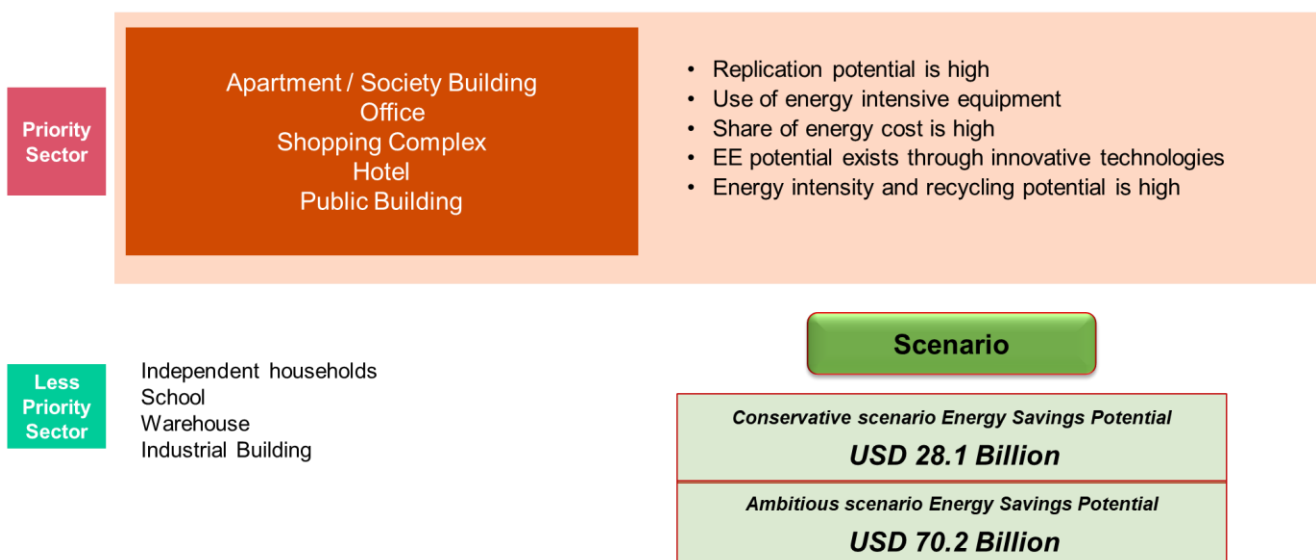 Priority
Sector
Apartment / Society Building
Office
Shopping Complex
Hotel
Public Building
• Replication potential is high
• Use of energy intensive equipment
• Share of energy cost is high
• EE potential exists through innovative technologies
• Energy intensity and recycling potential is high
Less
Priority
Sector
Independent households
School
Warehouse
Industrial Building
Scenario
Conservative scenario Energy Savings Potential
USD 28.1 Billion
Ambitious scenario Energy Savings Potential
USD 70.2 Billion